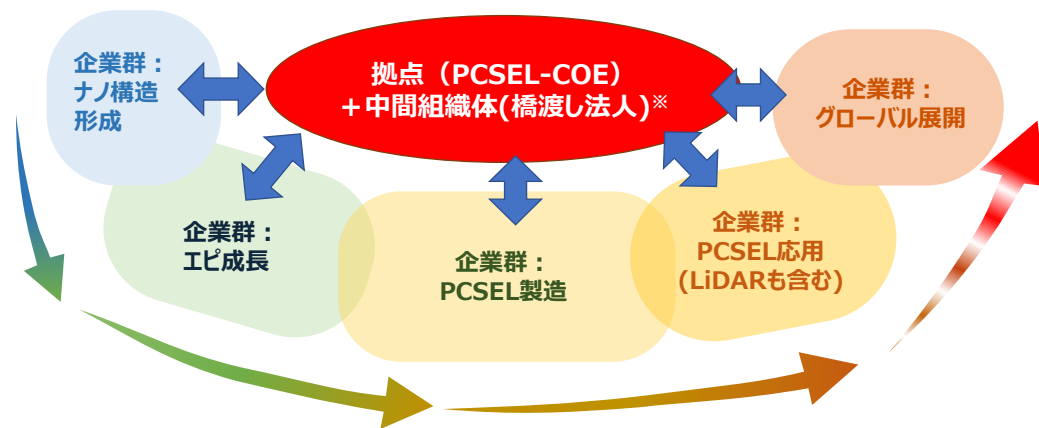 企業群：
ナノ構造
形成
拠点（PCSEL-COE）
＋中間組織体(橋渡し法人)※
企業群：
グローバル展開
企業群：
エピ成長
企業群：
PCSEL製造
企業群：
PCSEL応用
(LiDARも含む)